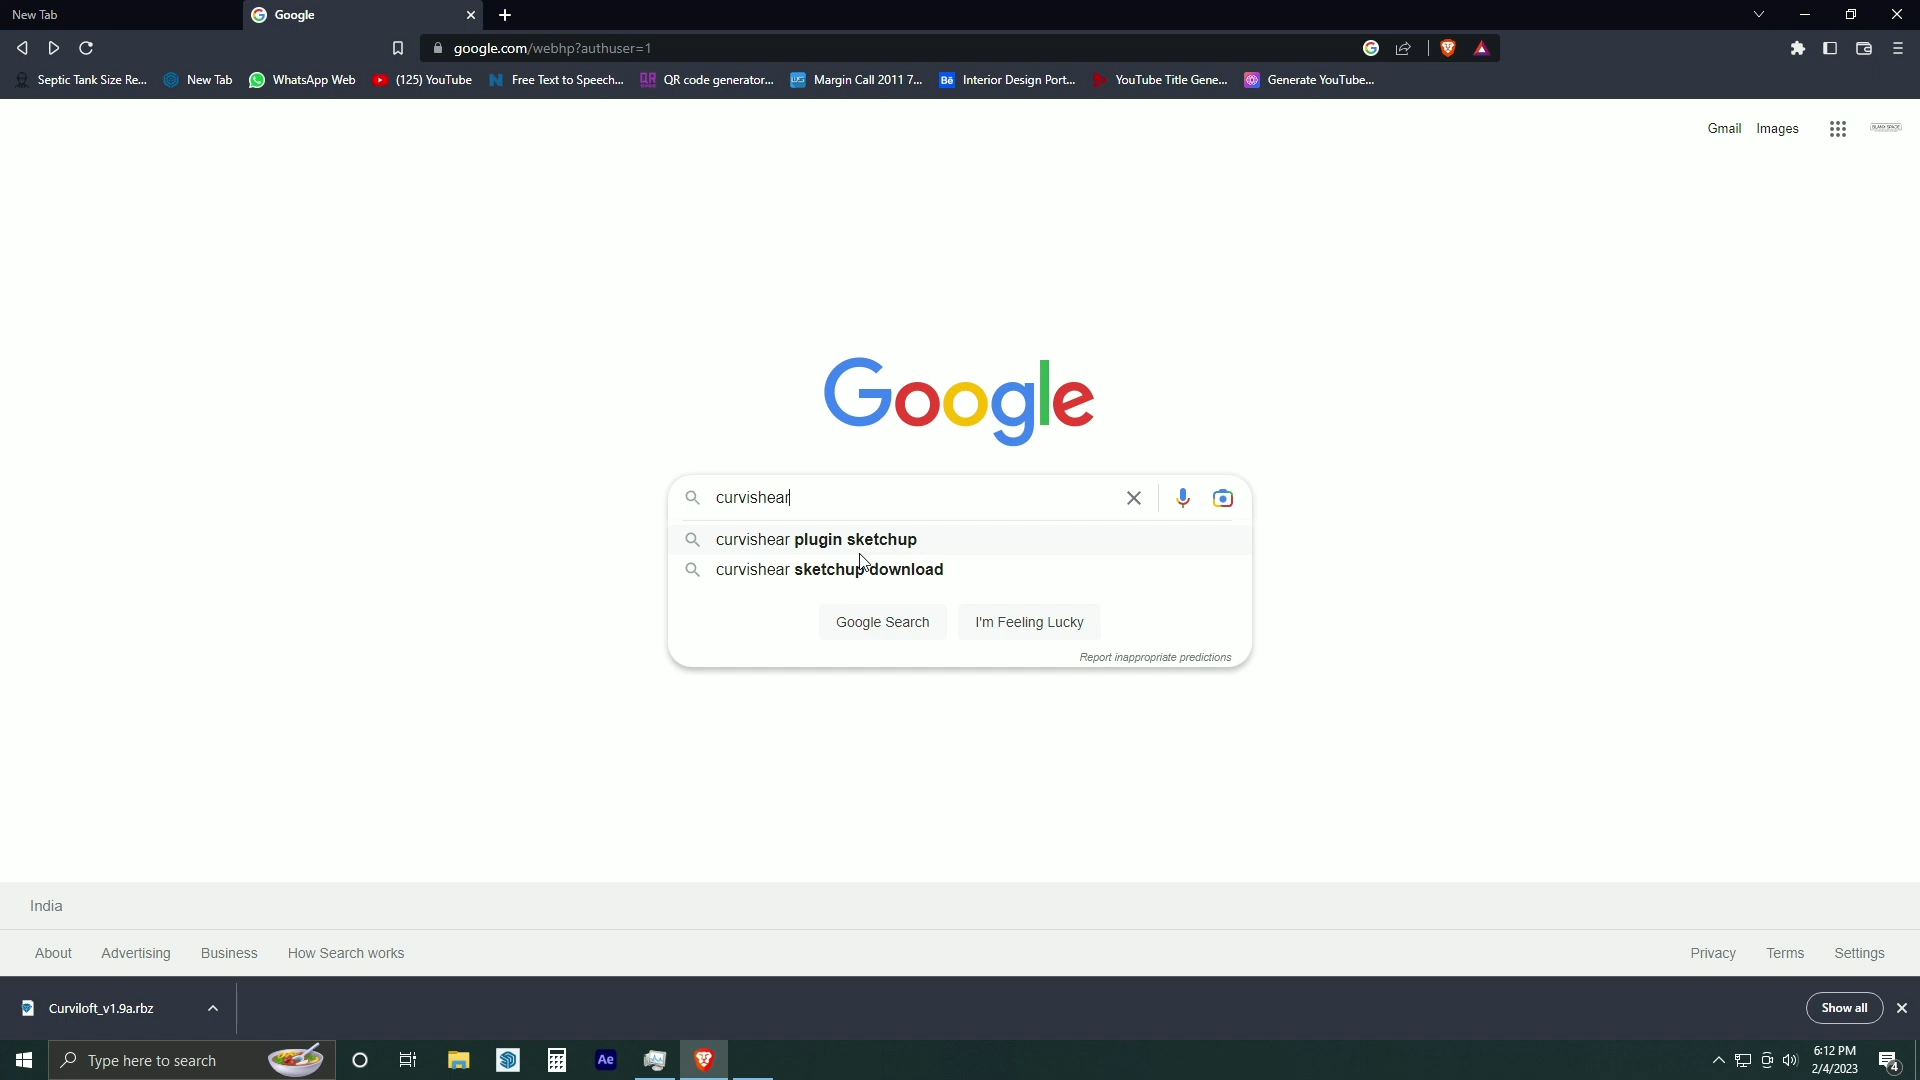 New Tab
Google
google.com/webhp?authuser=1
Septic Tank Size Re...
New Tab
WhatsApp Web
(125) YouTube
Free Text to Speech...
QR code generator...
Margin Call 2011 7...
Bē Interior Design Port...
YouTube Title Gene...
Generate YouTube...
Gmail
Images
Google
curvishear
curvishear plugin sketchup
curvishear sketchup download
Google Search
I'm Feeling Lucky
Report inappropriate predictions
India
About
Advertising
Business
How Search works
Privacy
Terms
Settings
Curviloft_v1.9a.rbz
Show all
Type here to search
Ae
6:12 PM
2/4/2023
4